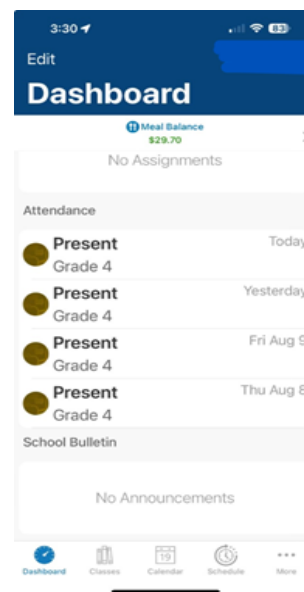 3:30
83
Edit
Dashboard
Meal Balance
$29.70
No Assignments
Attendance
Present Today
Grade 4
Present Yesterday
Grade 4
Present Fri Aug 9
Grade 4
Present Thu Aug 8
Grade 4
School Bulletin
No Announcements
19
Dashboard Classes Calendar Schedule More